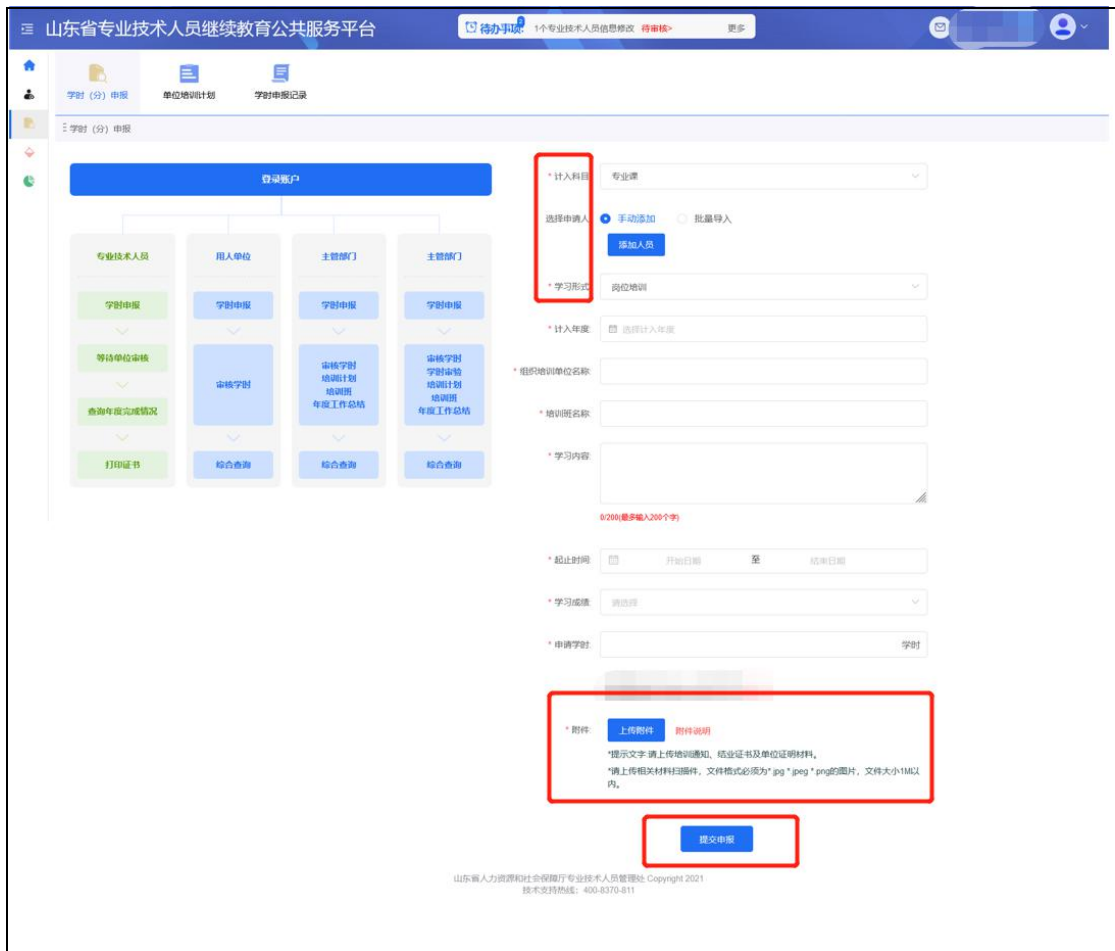 山东省专业技术人员继续教育公共服务平台
待办事项 1个专业技术人员信息修改 待审核> 更多
学时（分）申报 单位培训计划 学时申报记录
学时（分）申报
登录账户
专业技术人员 用人单位 主管部门 主管部门
学时申报 学时申报 学时申报 学时申报
等待单位审核
查询年度完成情况
打印证书
审核学时
综合查询
审核学时
培训计划
培训班
年度工作总结
综合查询
审核学时
学时审验
培训计划
培训班
年度工作总结
综合查询
*计入科目 专业课
选择申请人 手动添加 批量导入
添加人员
*学习形式 岗位培训
*计入年度: 选择计入年度
*组织培训单位名称:
*培训班名称:
*学习内容:
0/200(最多输入200个字)
*起止时间: 开始日期 至 结束日期
*学习成绩: 请选择
*申请学时: 学时
*附件: 上传附件 附件说明
*提示文字:请上传培训通知、结业证书及单位证明材料。
*请上传相关材料扫描件，文件格式必须为*.jpg *.jpeg *.png的图片，文件大小1M以
内。
提交申报
山东省人力资源和社会保障厅专业技术人员管理处 Copyright 2021
技术支持热线：400-8370-811